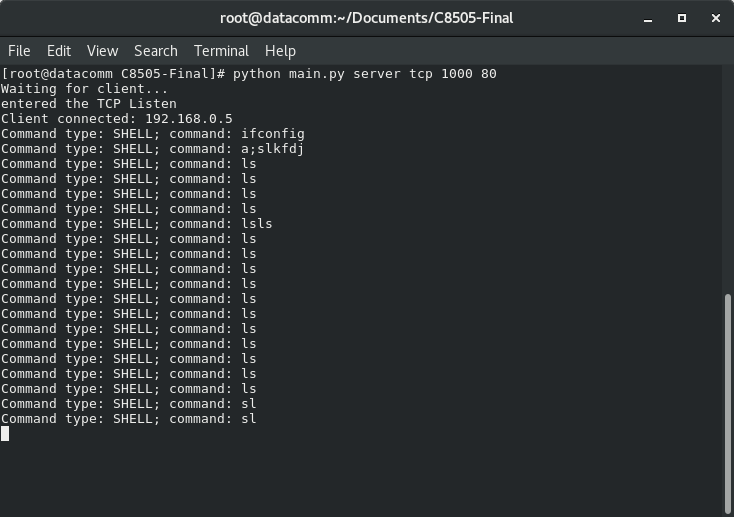 root@datacomm:~/Documents/C8505-Final
File Edit View Search Terminal Help
[root@datacomm C8505-Final]# python main.py server tcp 1000 80
Waiting for client...
entered the TCP Listen
Client connected: 192.168.0.5
Command type: SHELL; command: ifconfig
Command type: SHELL; command: a;slkfdj
Command type: SHELL; command: ls
Command type: SHELL; command: ls
Command type: SHELL; command: ls
Command type: SHELL; command: ls
Command type: SHELL; command: lsls
Command type: SHELL; command: ls
Command type: SHELL; command: ls
Command type: SHELL; command: ls
Command type: SHELL; command: ls
Command type: SHELL; command: ls
Command type: SHELL; command: ls
Command type: SHELL; command: ls
Command type: SHELL; command: ls
Command type: SHELL; command: ls
Command type: SHELL; command: ls
Command type: SHELL; command: ls
Command type: SHELL; command: sl
Command type: SHELL; command: sl